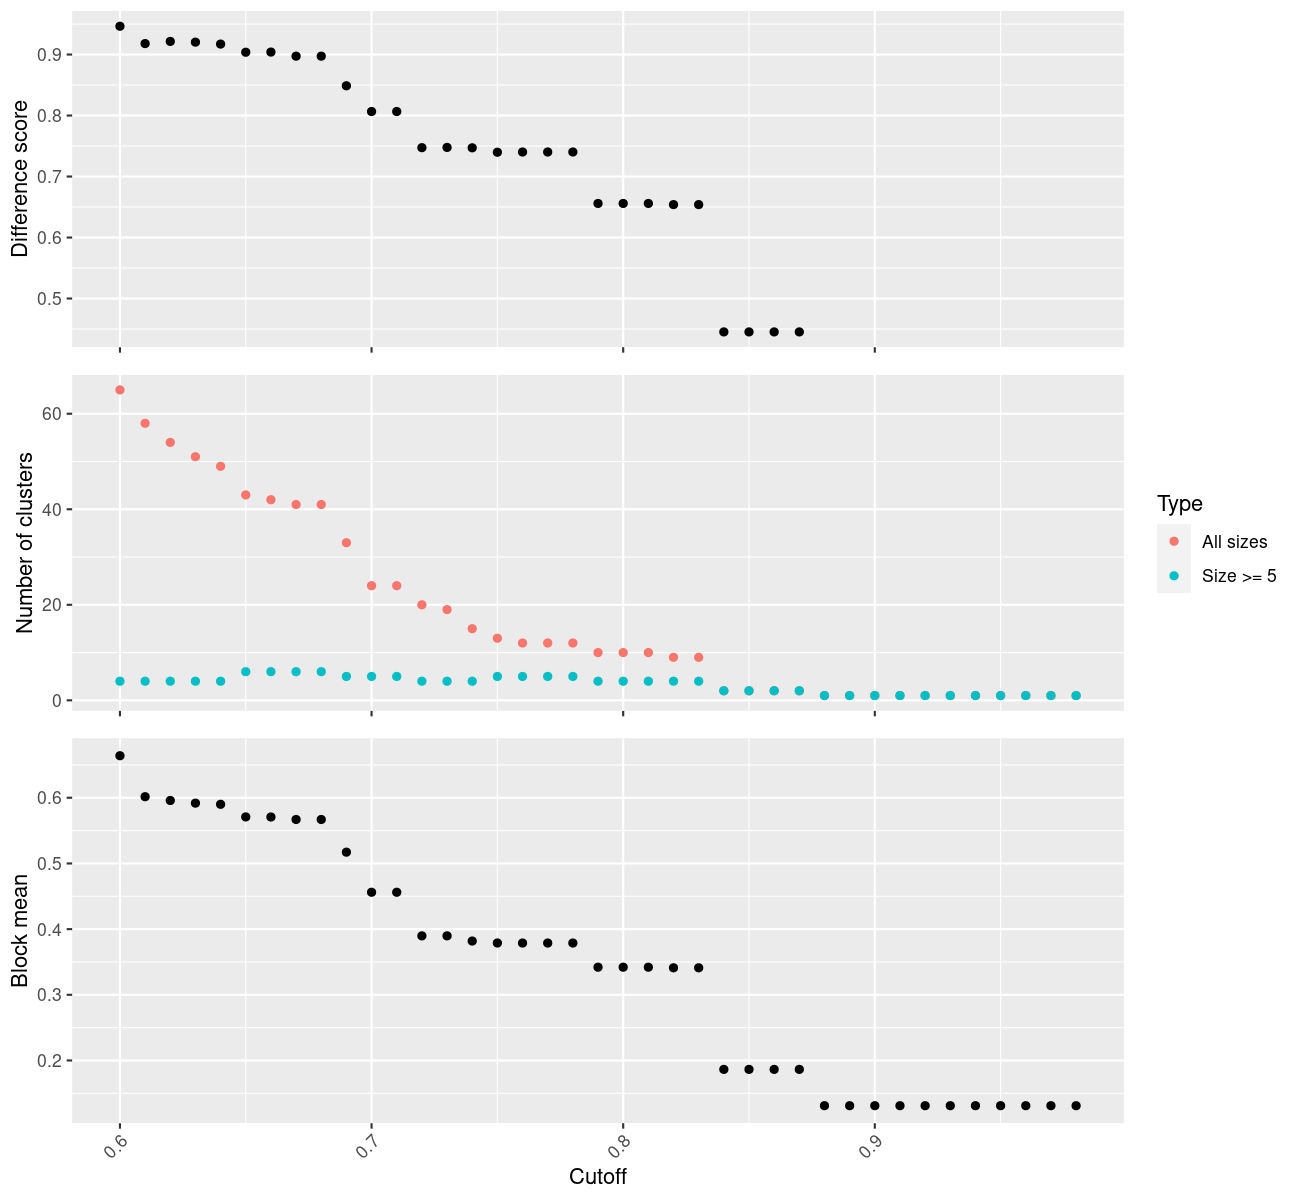 Difference score
0.9
0.8
0.7
0.6
0.5
Number of clusters
60
40
20
0
Type
All sizes
Size >= 5
Block mean
0.6
0.5
0.4
0.3
0.2
0.6 0.7 0.8 0.9
Cutoff